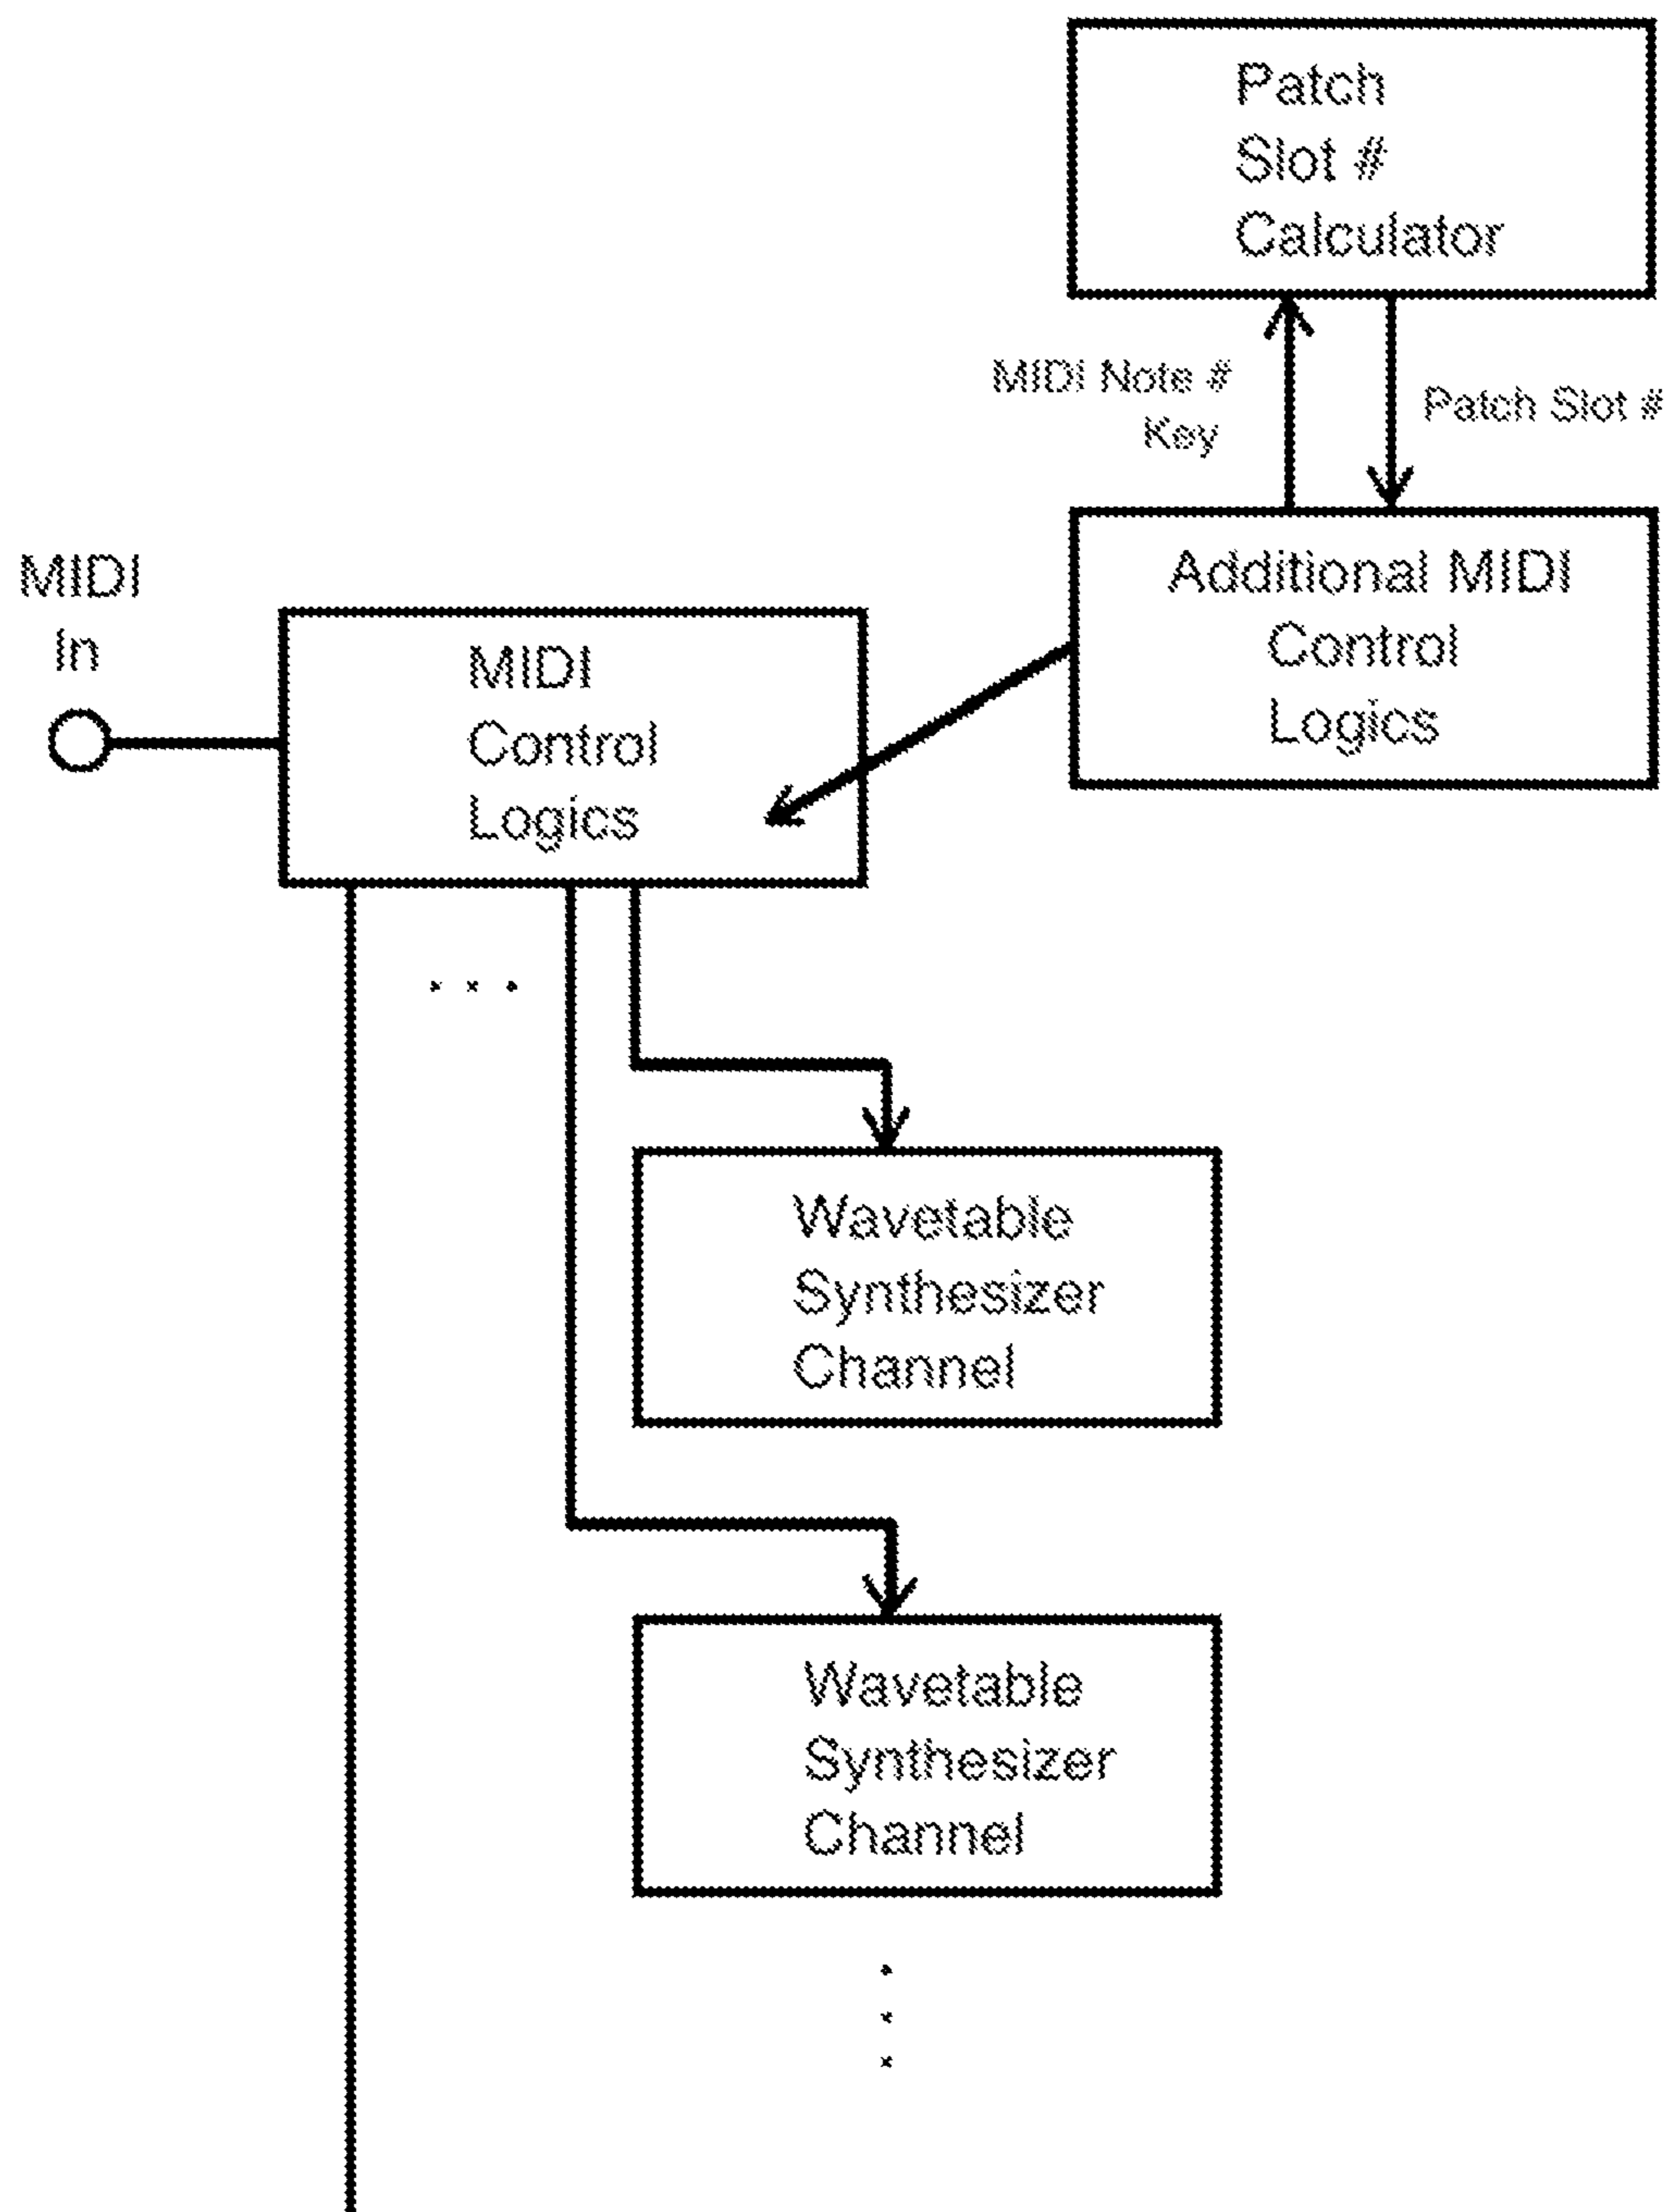 Patch
Slot #
Calculator
MIDI Note #
Key
Patch Slot #
Additional MIDI
Control
Logics
MIDI
In
MIDI
Control
Logics
. . .
Wavetable
Synthesizer
Channel
Wavetable
Synthesizer
Channel
.
.
.